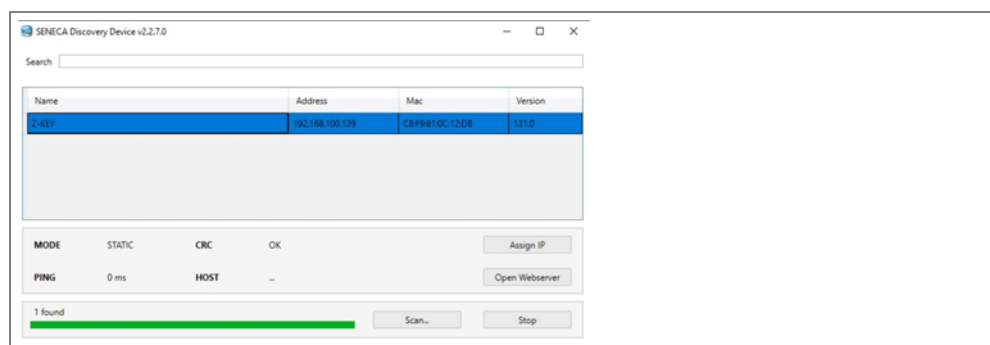 SENECA Discovery Device v2.2.7.0
Search
Name Address Mac Version
Z-KEY 192.168.100.139 C8:F9:81:0C:12:DB 131.0
MODE STATIC CRC OK Assign IP
PING 0 ms HOST ... Open Webserver
1 found
Scan... Stop